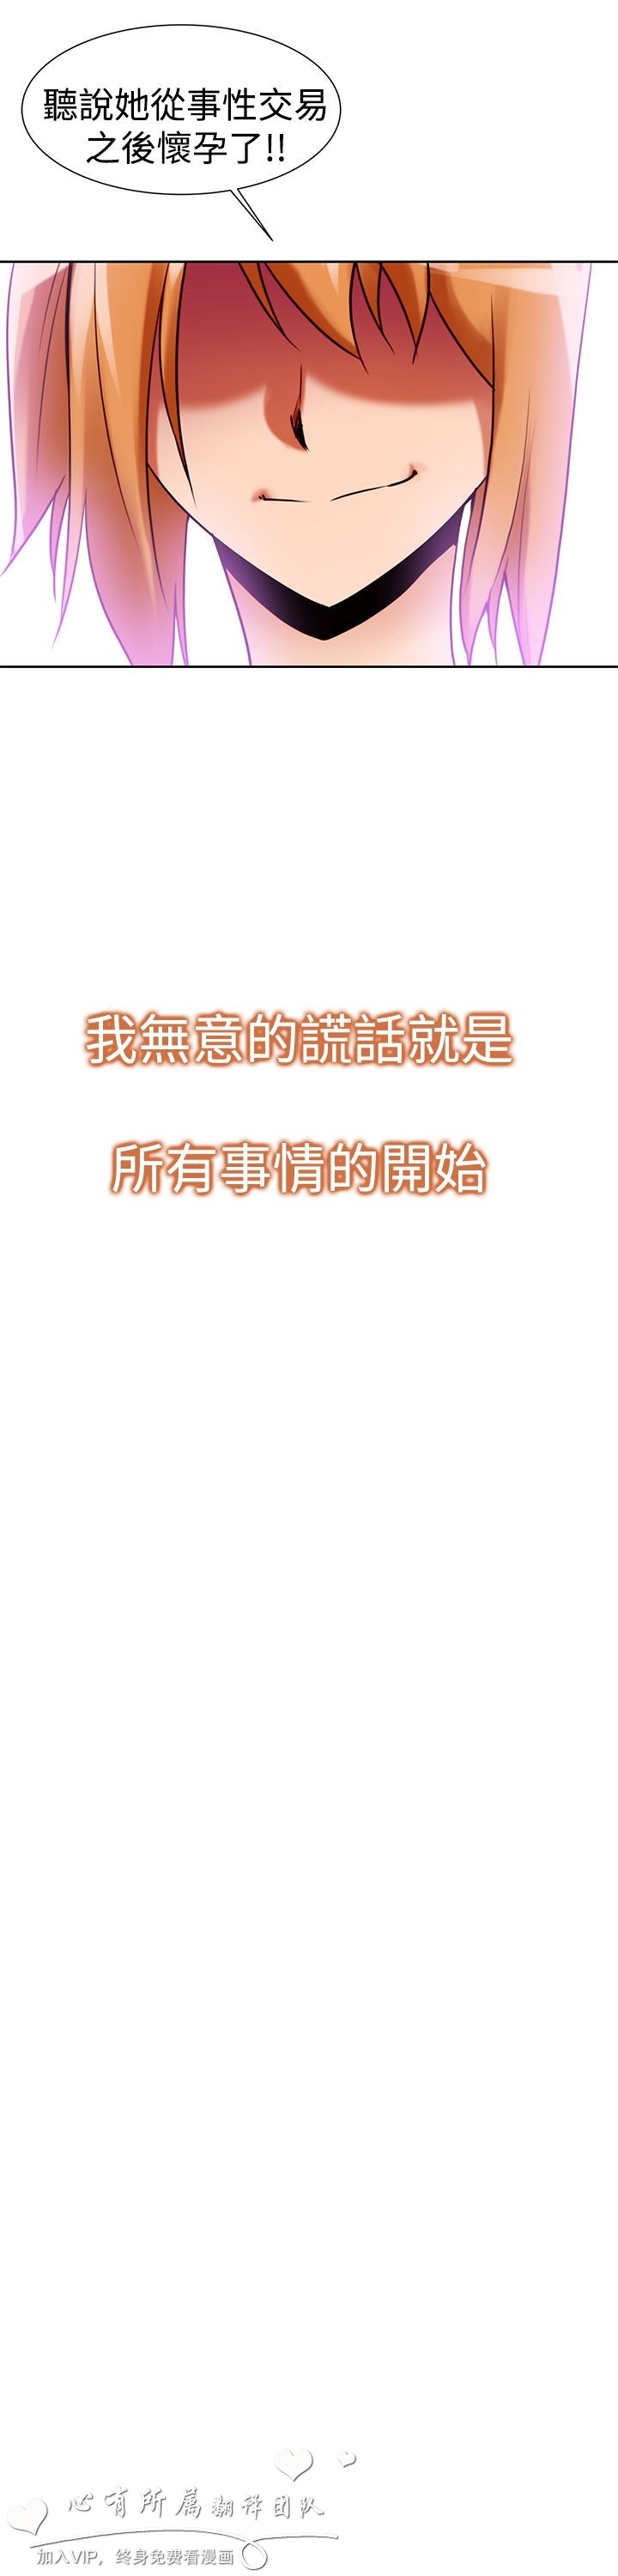 聽說她從事性交易
之後懷孕了!!
我無意的謊話就是
所有事情的開始
心有所属翻译团队
加入VIP，终身免费看漫画